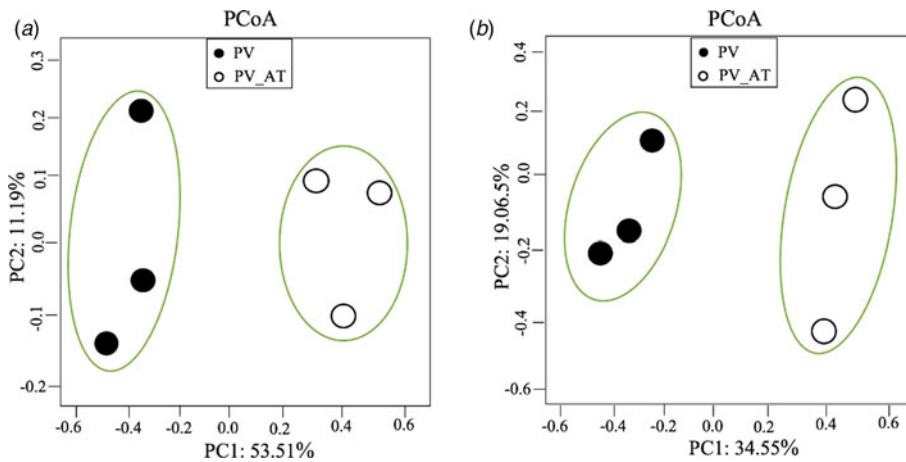 (a)
PCoA
PV
PV_AT
0.3
0.2
0.1
0.0
-0.1
-0.2
PC2: 11.19%
-0.6 -0.4 -0.2 0.0 0.2 0.4 0.6
PC1: 53.51%
(b)
PCoA
PV
PV_AT
0.4
0.2
0.0
-0.2
-0.4
-0.6
PC2: 19.06.5%
-0.6 -0.4 -0.2 0.0 0.2 0.4 0.6
PC1: 34.55%